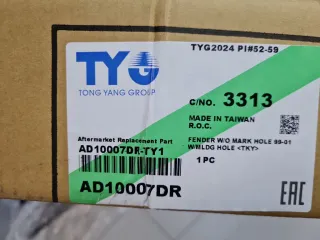 TYG2024 PI#52-59
TYG
TONG YANG GROUP
C/NO. 3313
MADE IN TAIWAN
R.O.C.
Aftermarket Replacement Part
AD10007DR-TY1
FENDER W/O MARK HOLE 99-01
W/MLDG HOLE <TKY>
1PC
AD10007DR
EAC